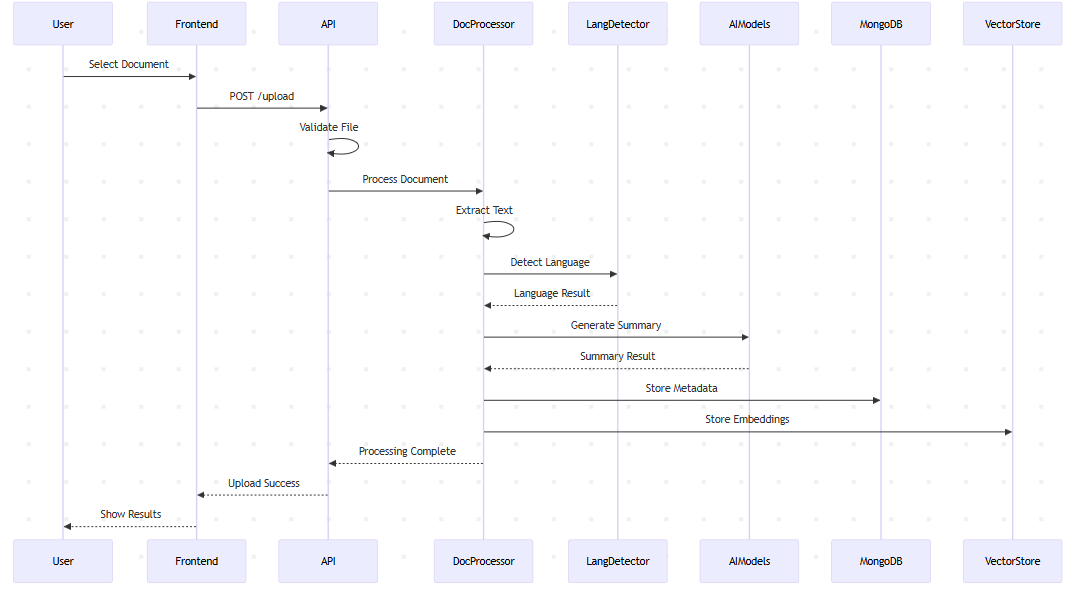 User Frontend API DocProcessor LangDetector AIModels MongoDB VectorStore
Select Document
POST /upload
Validate File
Process Document
Extract Text
Detect Language
Language Result
Generate Summary
Summary Result
Store Metadata
Store Embeddings
Processing Complete
Upload Success
Show Results
User Frontend API DocProcessor LangDetector AIModels MongoDB VectorStore